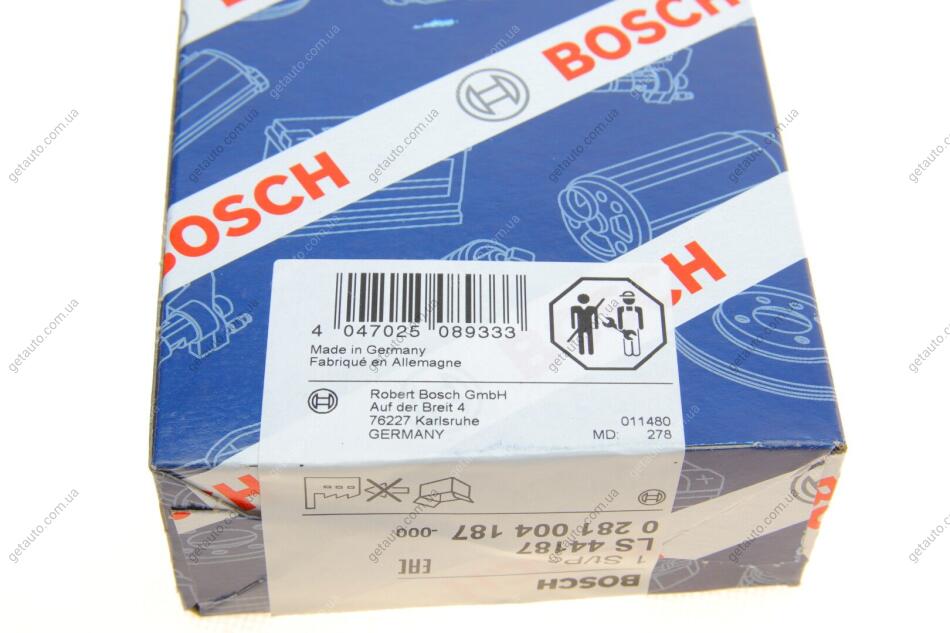 BOSCH
BOSCH
BOSCH
4 047025 089333
Made in Germany
Fabriqué en Allemagne
Robert Bosch GmbH
Auf der Breit 4
76227 Karlsruhe
GERMANY
011480
MD: 278
0 281 004 187 -000
LS 44187
EAC
BOSCH
getauto.com.ua